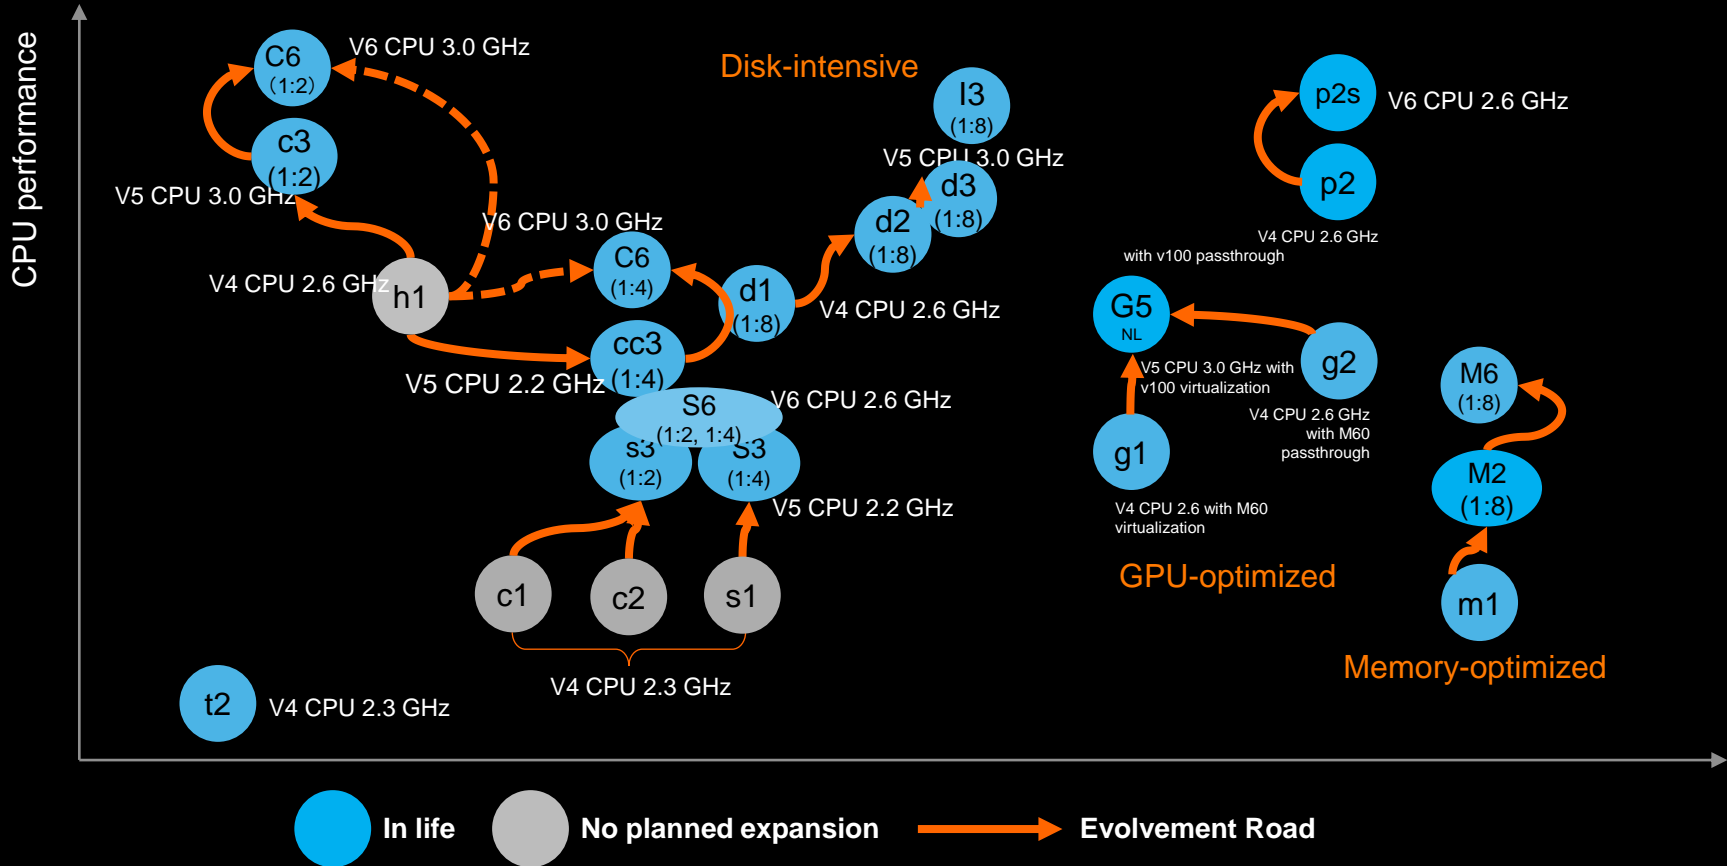 CPU performance
C6
(1:2)
V6 CPU 3.0 GHz
c3
(1:2)
V5 CPU 3.0 GHz
V4 CPU 2.6 GHz
h1
V6 CPU 3.0 GHz
C6
(1:4)
cc3
(1:4)
V5 CPU 2.2 GHz
S6
(1:2, 1:4)
V6 CPU 2.6 GHz
s3
(1:2)
S3
(1:4)
V5 CPU 2.2 GHz
c1
c2
s1
V4 CPU 2.3 GHz
t2
V4 CPU 2.3 GHz
Disk-intensive
I3
(1:8)
V5 CPU 3.0 GHz
d3
(1:8)
d2
(1:8)
d1
(1:8)
V4 CPU 2.6 GHz
p2s
V6 CPU 2.6 GHz
p2
V4 CPU 2.6 GHz
with v100 passthrough
G5
NL
V5 CPU 3.0 GHz with
v100 virtualization
g2
V4 CPU 2.6 GHz
with M60
passthrough
g1
V4 CPU 2.6 with M60
virtualization
GPU-optimized
M6
(1:8)
M2
(1:8)
m1
Memory-optimized
In life
No planned expansion
Evolvement Road